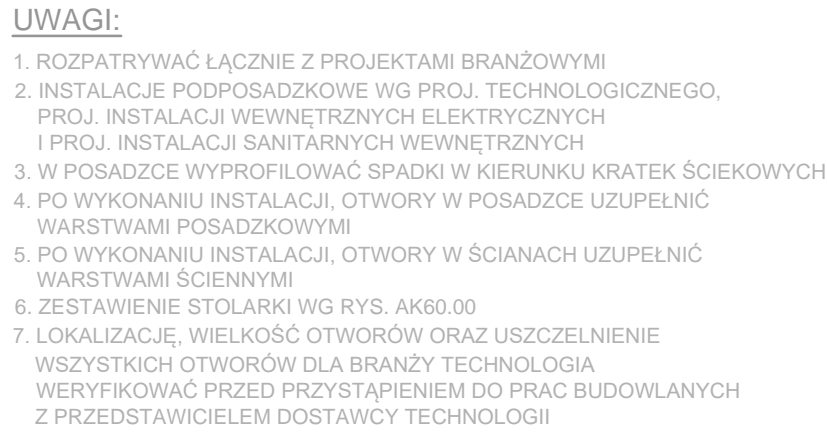 UWAGI:
1. ROZPATRYWAĆ ŁĄCZNIE Z PROJEKTAMI BRANŻOWYMI
2. INSTALACJE PODPOSADZKOWE WG PROJ. TECHNOLOGICZNEGO,
PROJ. INSTALACJI WEWNĘTRZNYCH ELEKTRYCZNYCH
I PROJ. INSTALACJI SANITARNYCH WEWNĘTRZNYCH
3. W POSADZCE WYPROFILOWAĆ SPADKI W KIERUNKU KRATEK ŚCIEKOWYCH
4. PO WYKONANIU INSTALACJI, OTWORY W POSADZCE UZUPEŁNIĆ
WARSTWAMI POSADZKOWYMI
5. PO WYKONANIU INSTALACJI, OTWORY W ŚCIANACH UZUPEŁNIĆ
WARSTWAMI ŚCIENNYMI
6. ZESTAWIENIE STOLARKI WG RYS. AK60.00
7. LOKALIZACJĘ, WIELKOŚĆ OTWORÓW ORAZ USZCZELNIENIE
WSZYSTKICH OTWORÓW DLA BRANŻY TECHNOLOGIA
WERYFIKOWAĆ PRZED PRZYSTĄPIENIEM DO PRAC BUDOWLANYCH
Z PRZEDSTAWICIELEM DOSTAWCY TECHNOLOGII